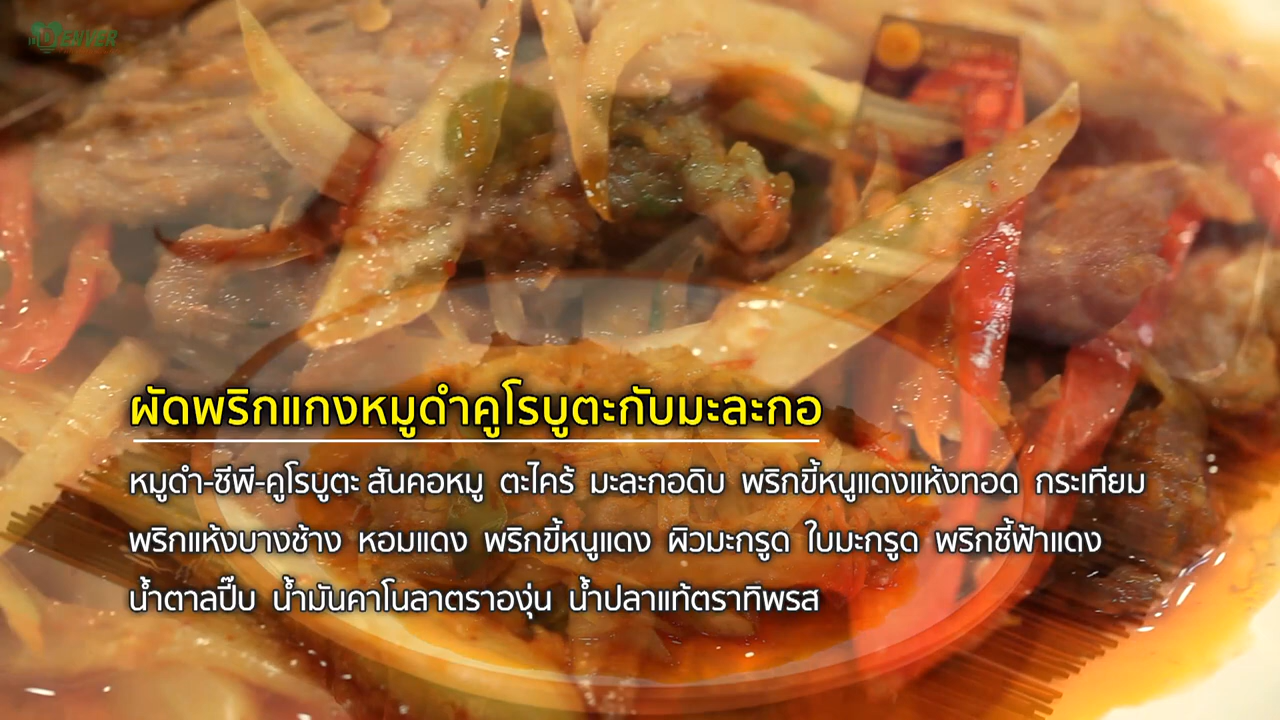 DENVER
ผัดพริกแกงหมูดำคูโรบูตะกับมะละกอ
หมูดำ-ซีพี-คูโรบูตะ สันคอหมู ตะไคร้ มะละกอดิบ พริกขี้หนูแดงแห้งทอด กระเทียม
พริกแห้งบางช้าง หอมแดง พริกขี้หนูแดง ผิวมะกรูด ใบมะกรูด พริกชี้ฟ้าแดง
น้ำตาลปี๊บ น้ำมันคาโนลาตราองุ่น น้ำปลาแท้ตราทิพรส